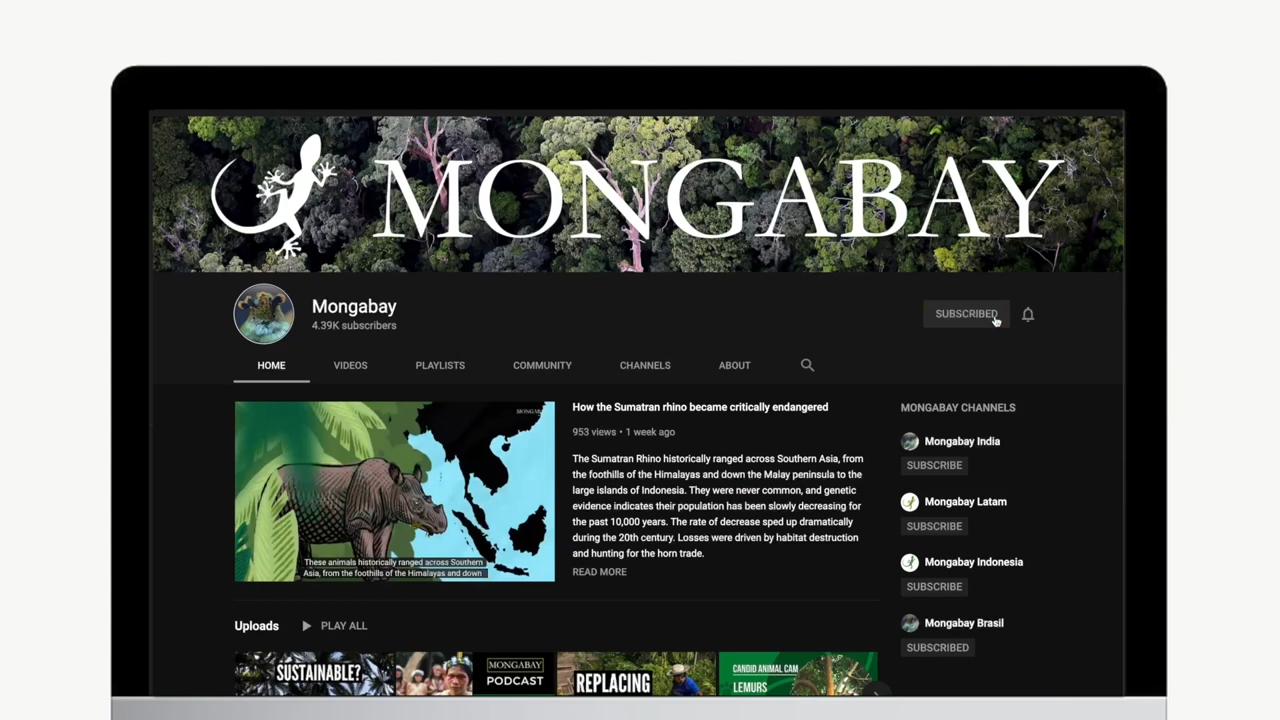 MONGABAY
Mongabay
4.39K subscribers
SUBSCRIBED
HOME
VIDEOS
PLAYLISTS
COMMUNITY
CHANNELS
ABOUT
These animals historically ranged across Southern
Asia, from the foothills of the Himalayas and down
How the Sumatran rhino became critically endangered
953 views • 1 week ago
The Sumatran Rhino historically ranged across Southern Asia, from
the foothills of the Himalayas and down the Malay peninsula to the
large islands of Indonesia. They were never common, and genetic
evidence indicates their population has been slowly decreasing for
the past 10,000 years. The rate of decrease sped up dramatically
during the 20th century. Losses were driven by habitat destruction
and hunting for the horn trade.
READ MORE
MONGABAY CHANNELS
Mongabay India
SUBSCRIBE
Mongabay Latam
SUBSCRIBE
Mongabay Indonesia
SUBSCRIBE
Mongabay Brasil
SUBSCRIBED
Uploads
PLAY ALL
SUSTAINABLE?
MONGABAY
PODCAST
REPLACING
CANDID ANIMAL CAM
LEMURS